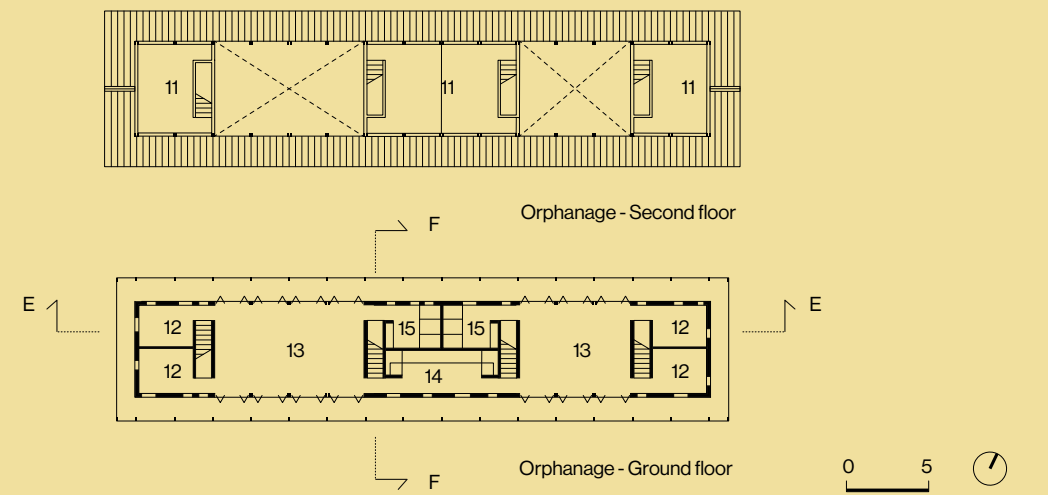 11 11 11
Orphanage - Second floor
F
E E
12 15 15 12
13 13
12 14 12
Orphanage - Ground floor
0 5
F